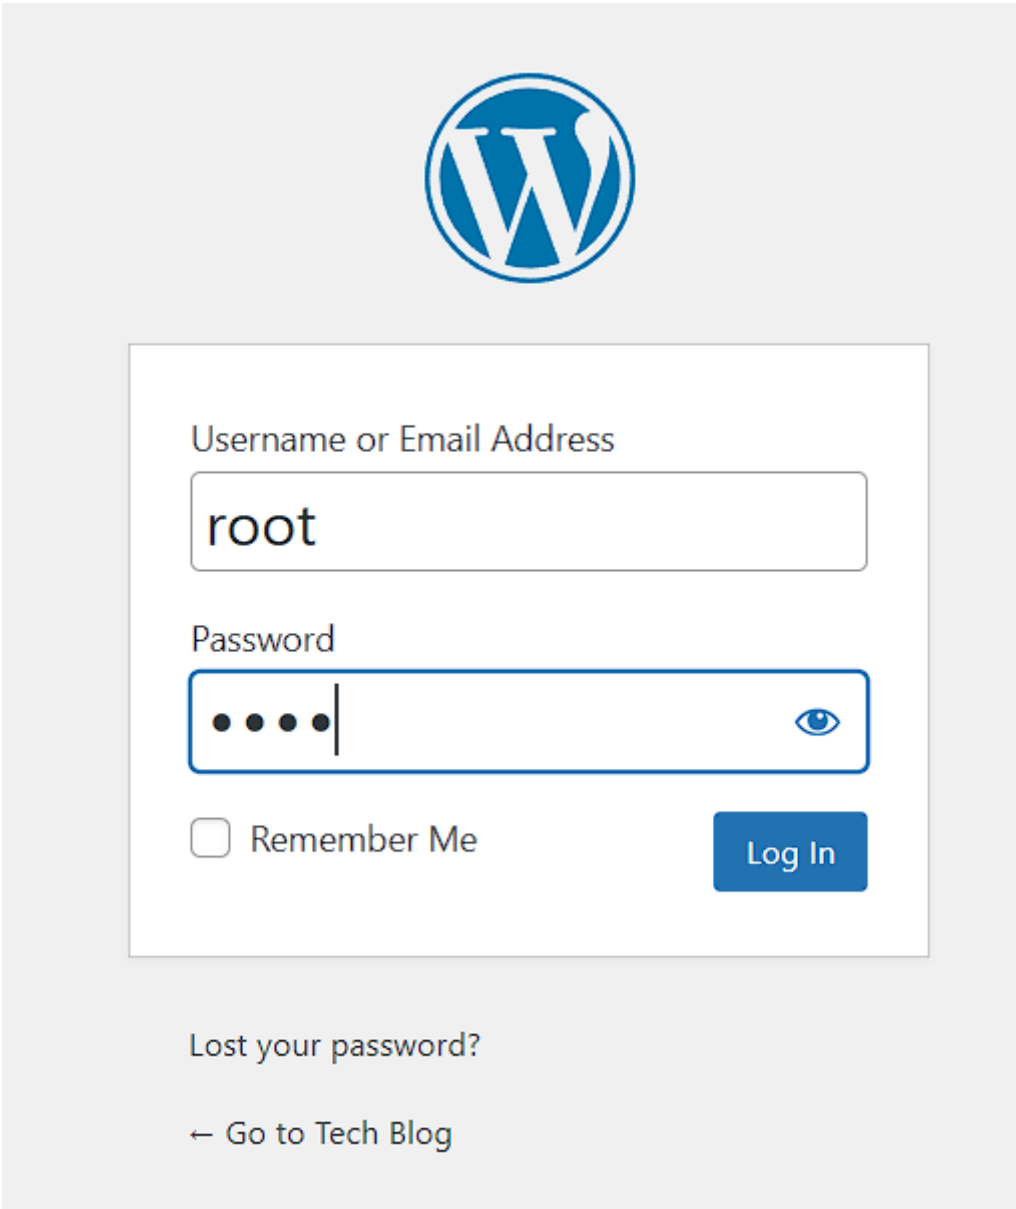 Username or Email Address
root
Password
••••
Remember Me
Log In
Lost your password?
← Go to Tech Blog